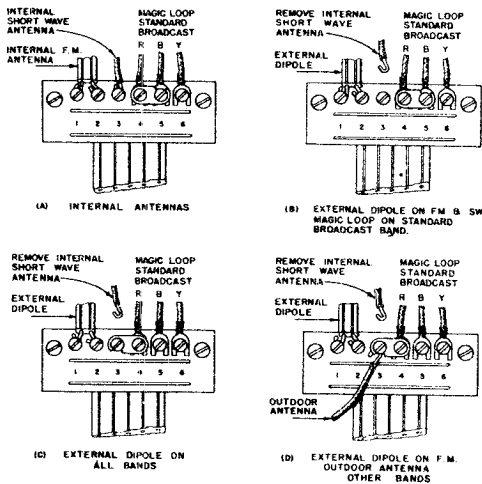 INTERNAL
SHORT WAVE
ANTENNA
MAGIC LOOP
STANDARD
BROADCAST
R B Y
INTERNAL F.M.
ANTENNA
1 2 3 4 5 6
(A) INTERNAL ANTENNAS
REMOVE INTERNAL
SHORT WAVE
ANTENNA
MAGIC LOOP
STANDARD
BROADCAST
R B Y
EXTERNAL
DIPOLE
1 2 3 4 5 6
(B) EXTERNAL DIPOLE ON FM & SW
MAGIC LOOP ON STANDARD
BROADCAST BAND.
REMOVE INTERNAL
SHORT WAVE
ANTENNA
MAGIC LOOP
STANDARD
BROADCAST
R B Y
EXTERNAL
DIPOLE
1 2 3 4 5 6
(C) EXTERNAL DIPOLE ON
ALL BANDS
REMOVE INTERNAL
SHORT WAVE
ANTENNA
MAGIC LOOP
STANDARD
BROADCAST
R B Y
EXTERNAL
DIPOLE
1 2 3 4 5 6
OUTDOOR
ANTENNA
(D) EXTERNAL DIPOLE ON F.M.
OUTDOOR ANTENNA
OTHER BANDS